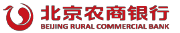 北京农商银行
BEIJING RURAL COMMERCIAL BANK